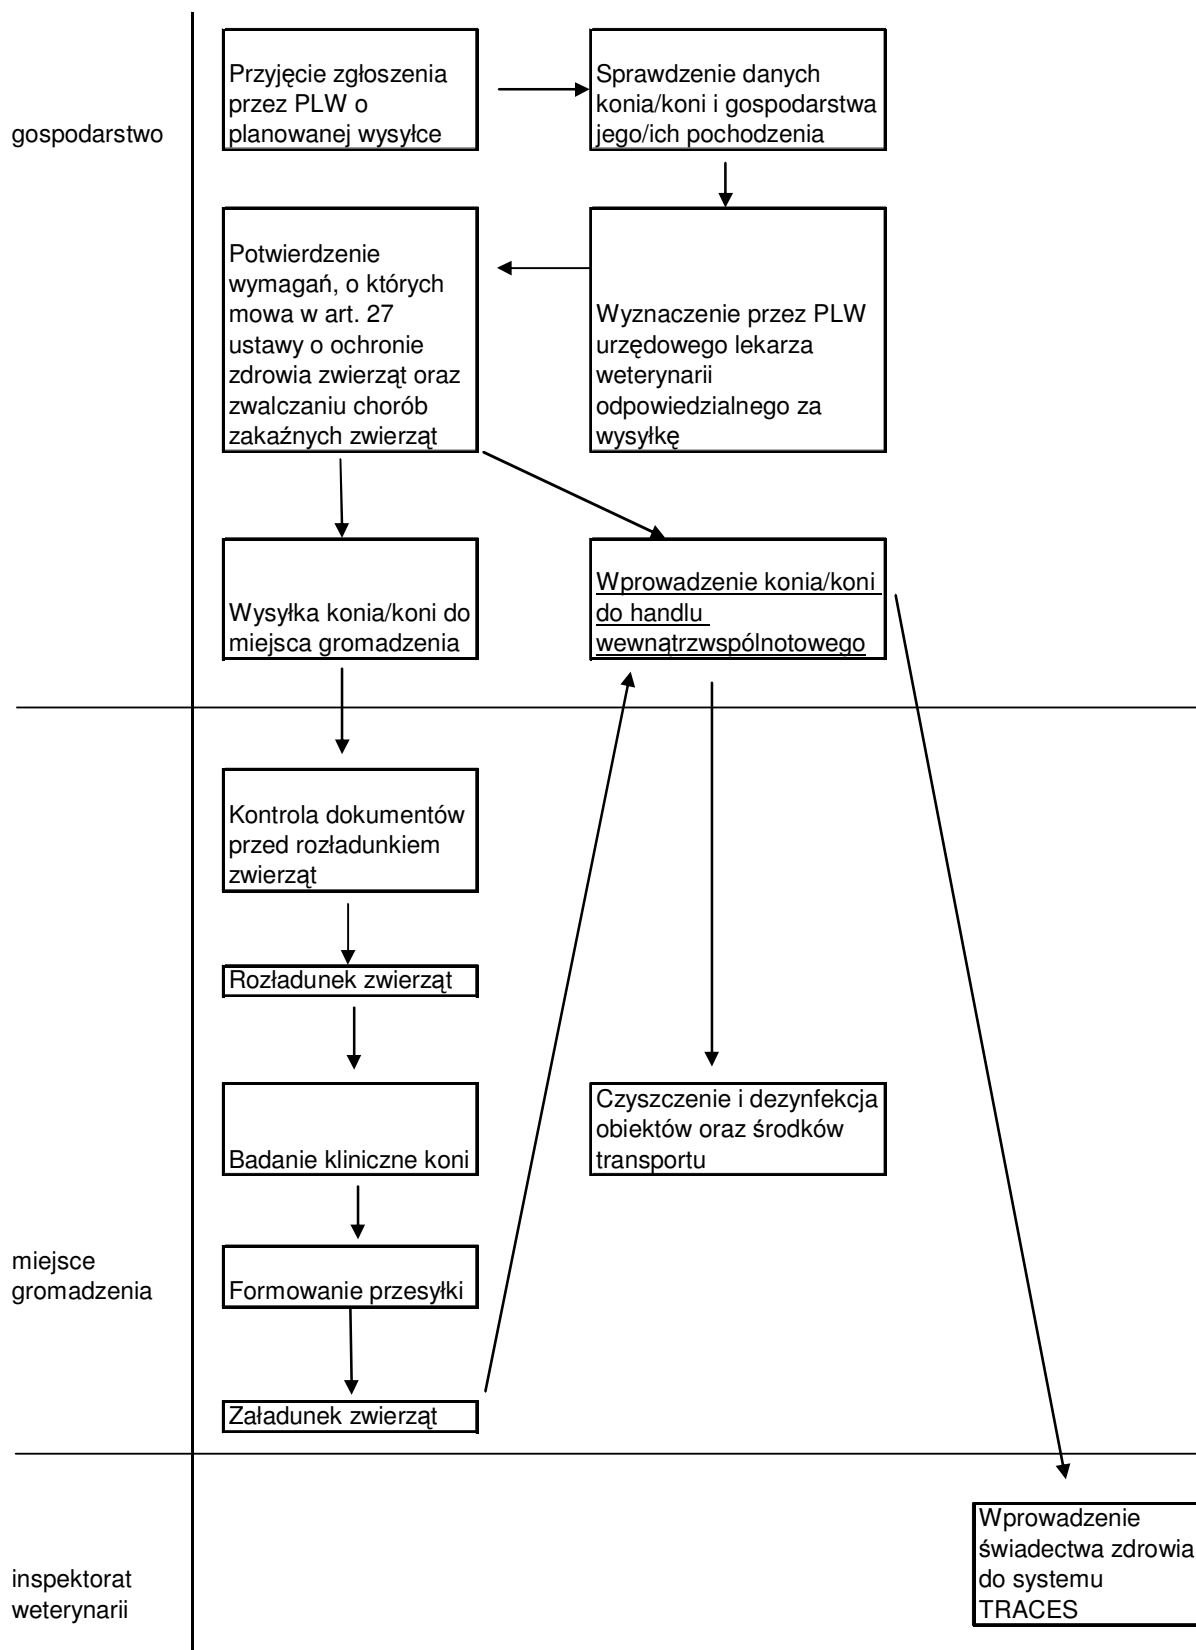 Przyjęcie zgłoszenia
przez PLW o
planowanej wysyłce
Sprawdzenie danych
konia/koni i gospodarstwa
jego/ich pochodzenia
gospodarstwo
Potwierdzenie
wymagań, o których
mowa w art. 27
ustawy o ochronie
zdrowia zwierząt oraz
zwalczaniu chorób
zakaźnych zwierząt
Wyznaczenie przez PLW
urzędowego lekarza
weterynarii
odpowiedzialnego za
wysyłkę
Wysyłka konia/koni do
miejsca gromadzenia
Wprowadzenie konia/koni
do handlu
wewnątrzwspólnotowego
Kontrola dokumentów
przed rozładunkiem
zwierząt
Rozładunek zwierząt
Badanie kliniczne koni
Czyszczenie i dezynfekcja
obiektów oraz środków
transportu
miejsce
gromadzenia
Formowanie przesyłki
Załadunek zwierząt
inspektorat
weterynarii
Wprowadzenie
świadectwa zdrowia
do systemu
TRACES